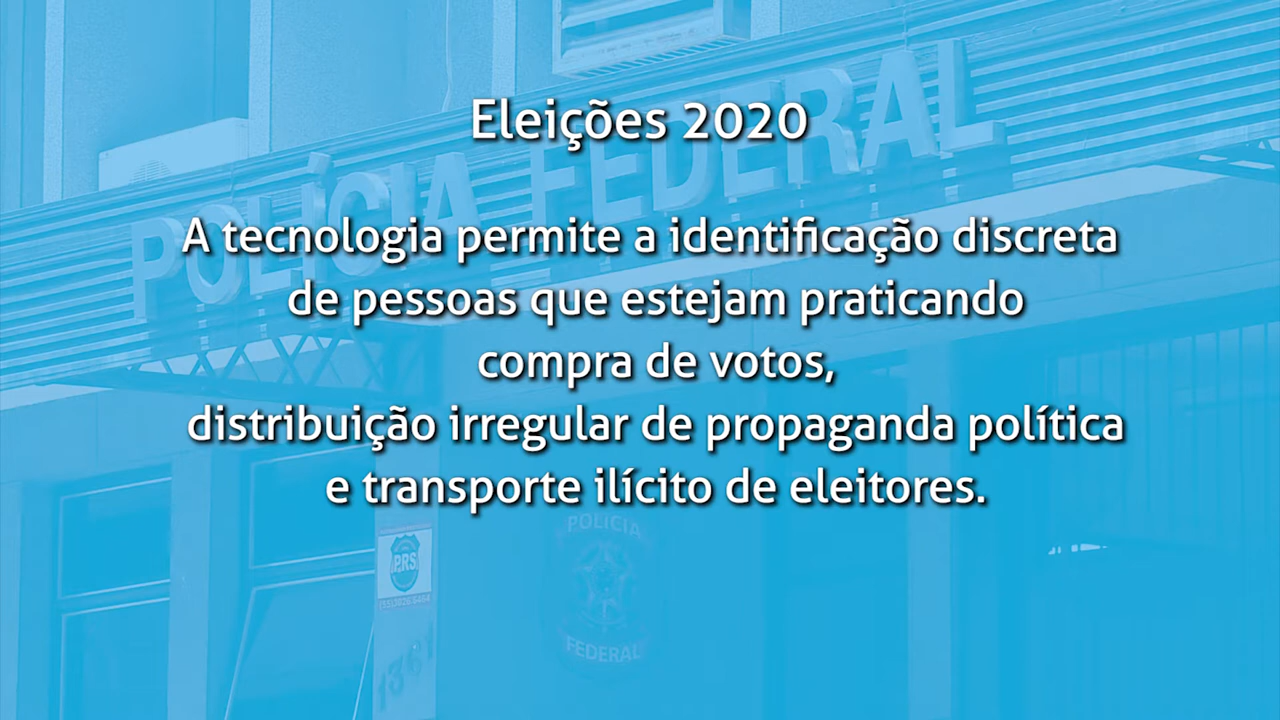 Eleições 2020
POLÍCIA FEDERAL
A tecnologia permite a identificação discreta
de pessoas que estejam praticando
compra de votos,
distribuição irregular de propaganda política
e transporte ilícito de eleitores.
POLÍCIA
FEDERAL
PRS